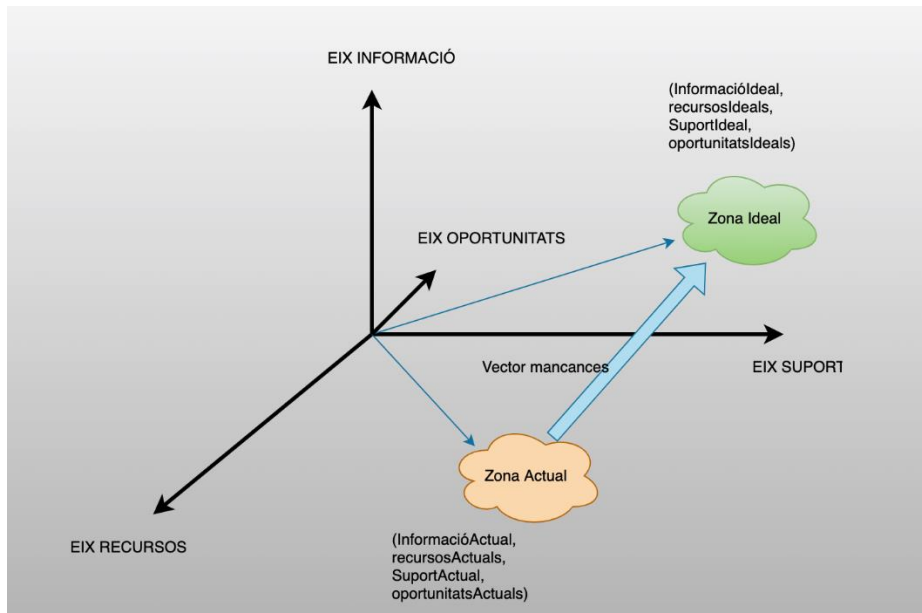 EIX INFORMACIÓ
(InformacióIdeal,
recursosIdeals,
SuportIdeal,
oportunitatsIdeals)
Zona Ideal
EIX OPORTUNITATS
Vector mancances
EIX SUPORT
Zona Actual
EIX RECURSOS
(InformacióActual,
recursosActuals,
SuportActual,
oportunitatsActuals)